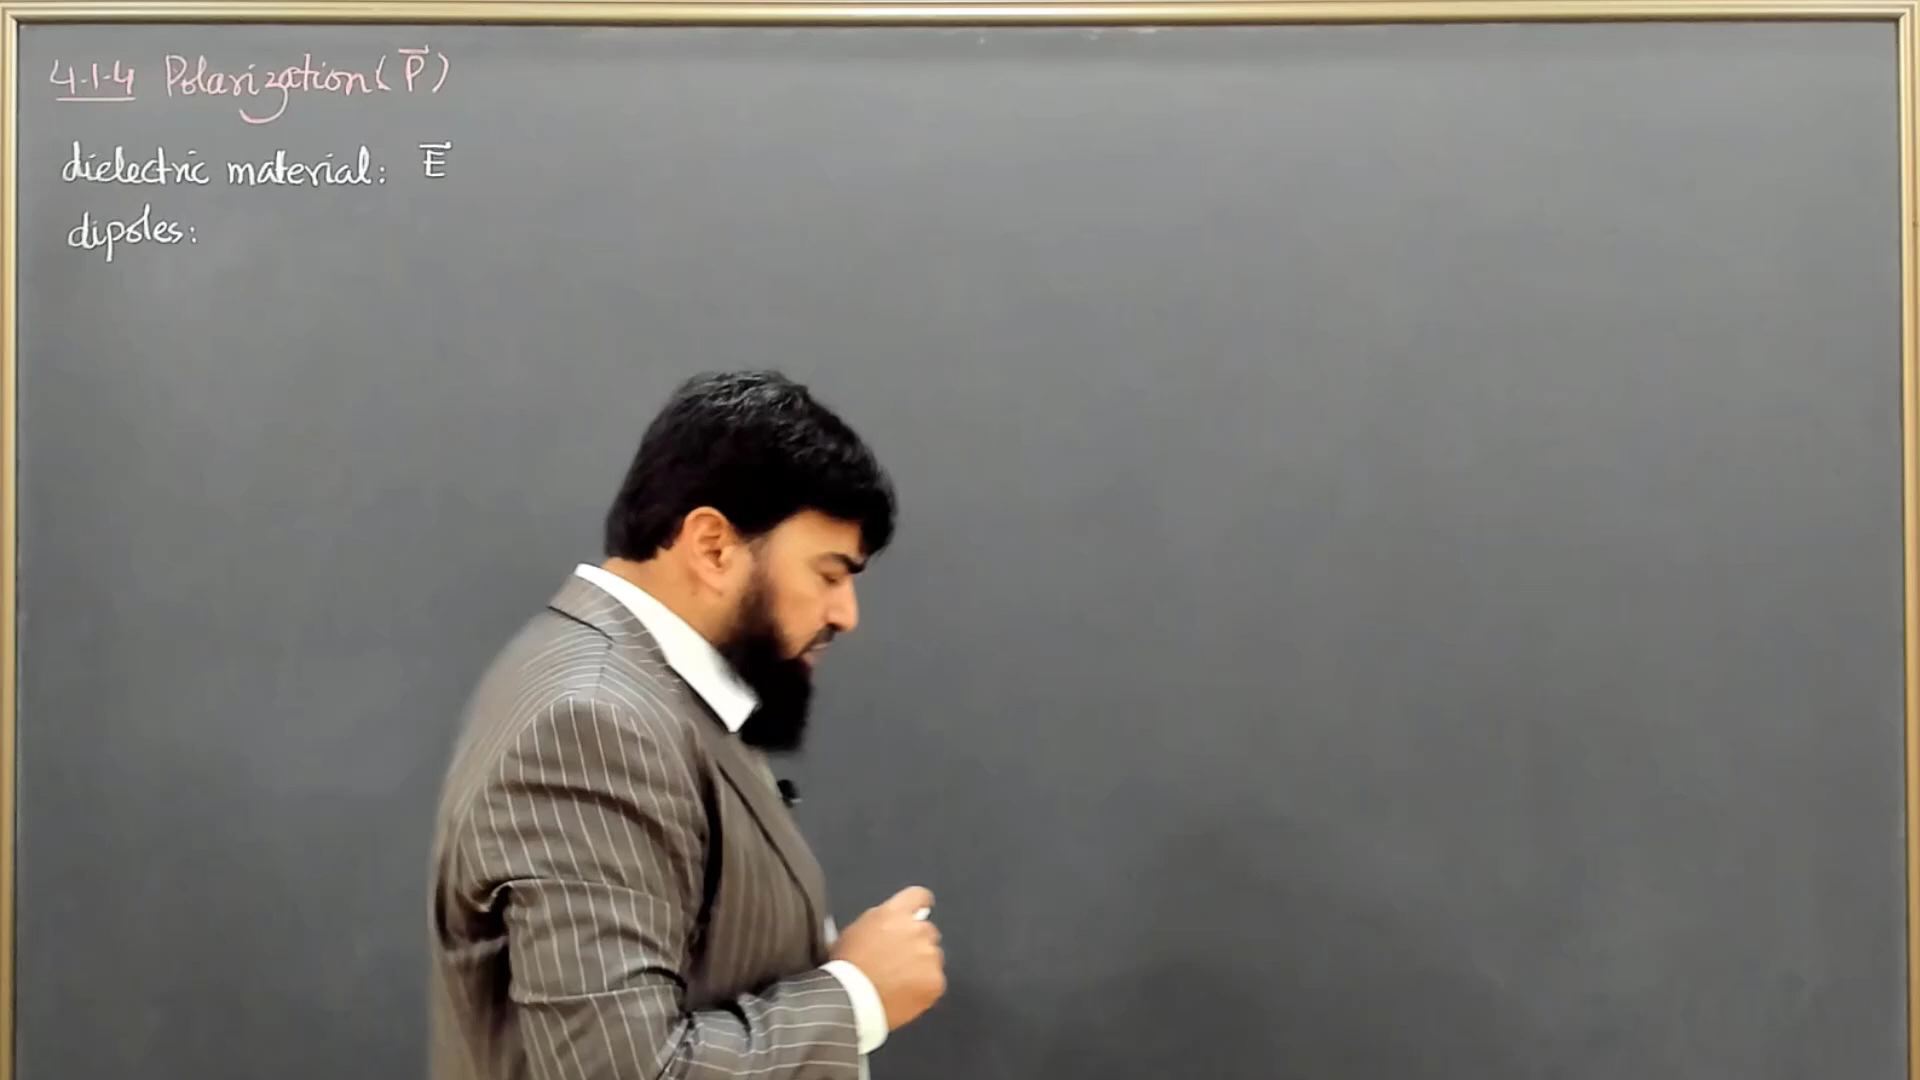 4.1.4 Polarization (P⃗)
dielectric material: E⃗
dipoles: